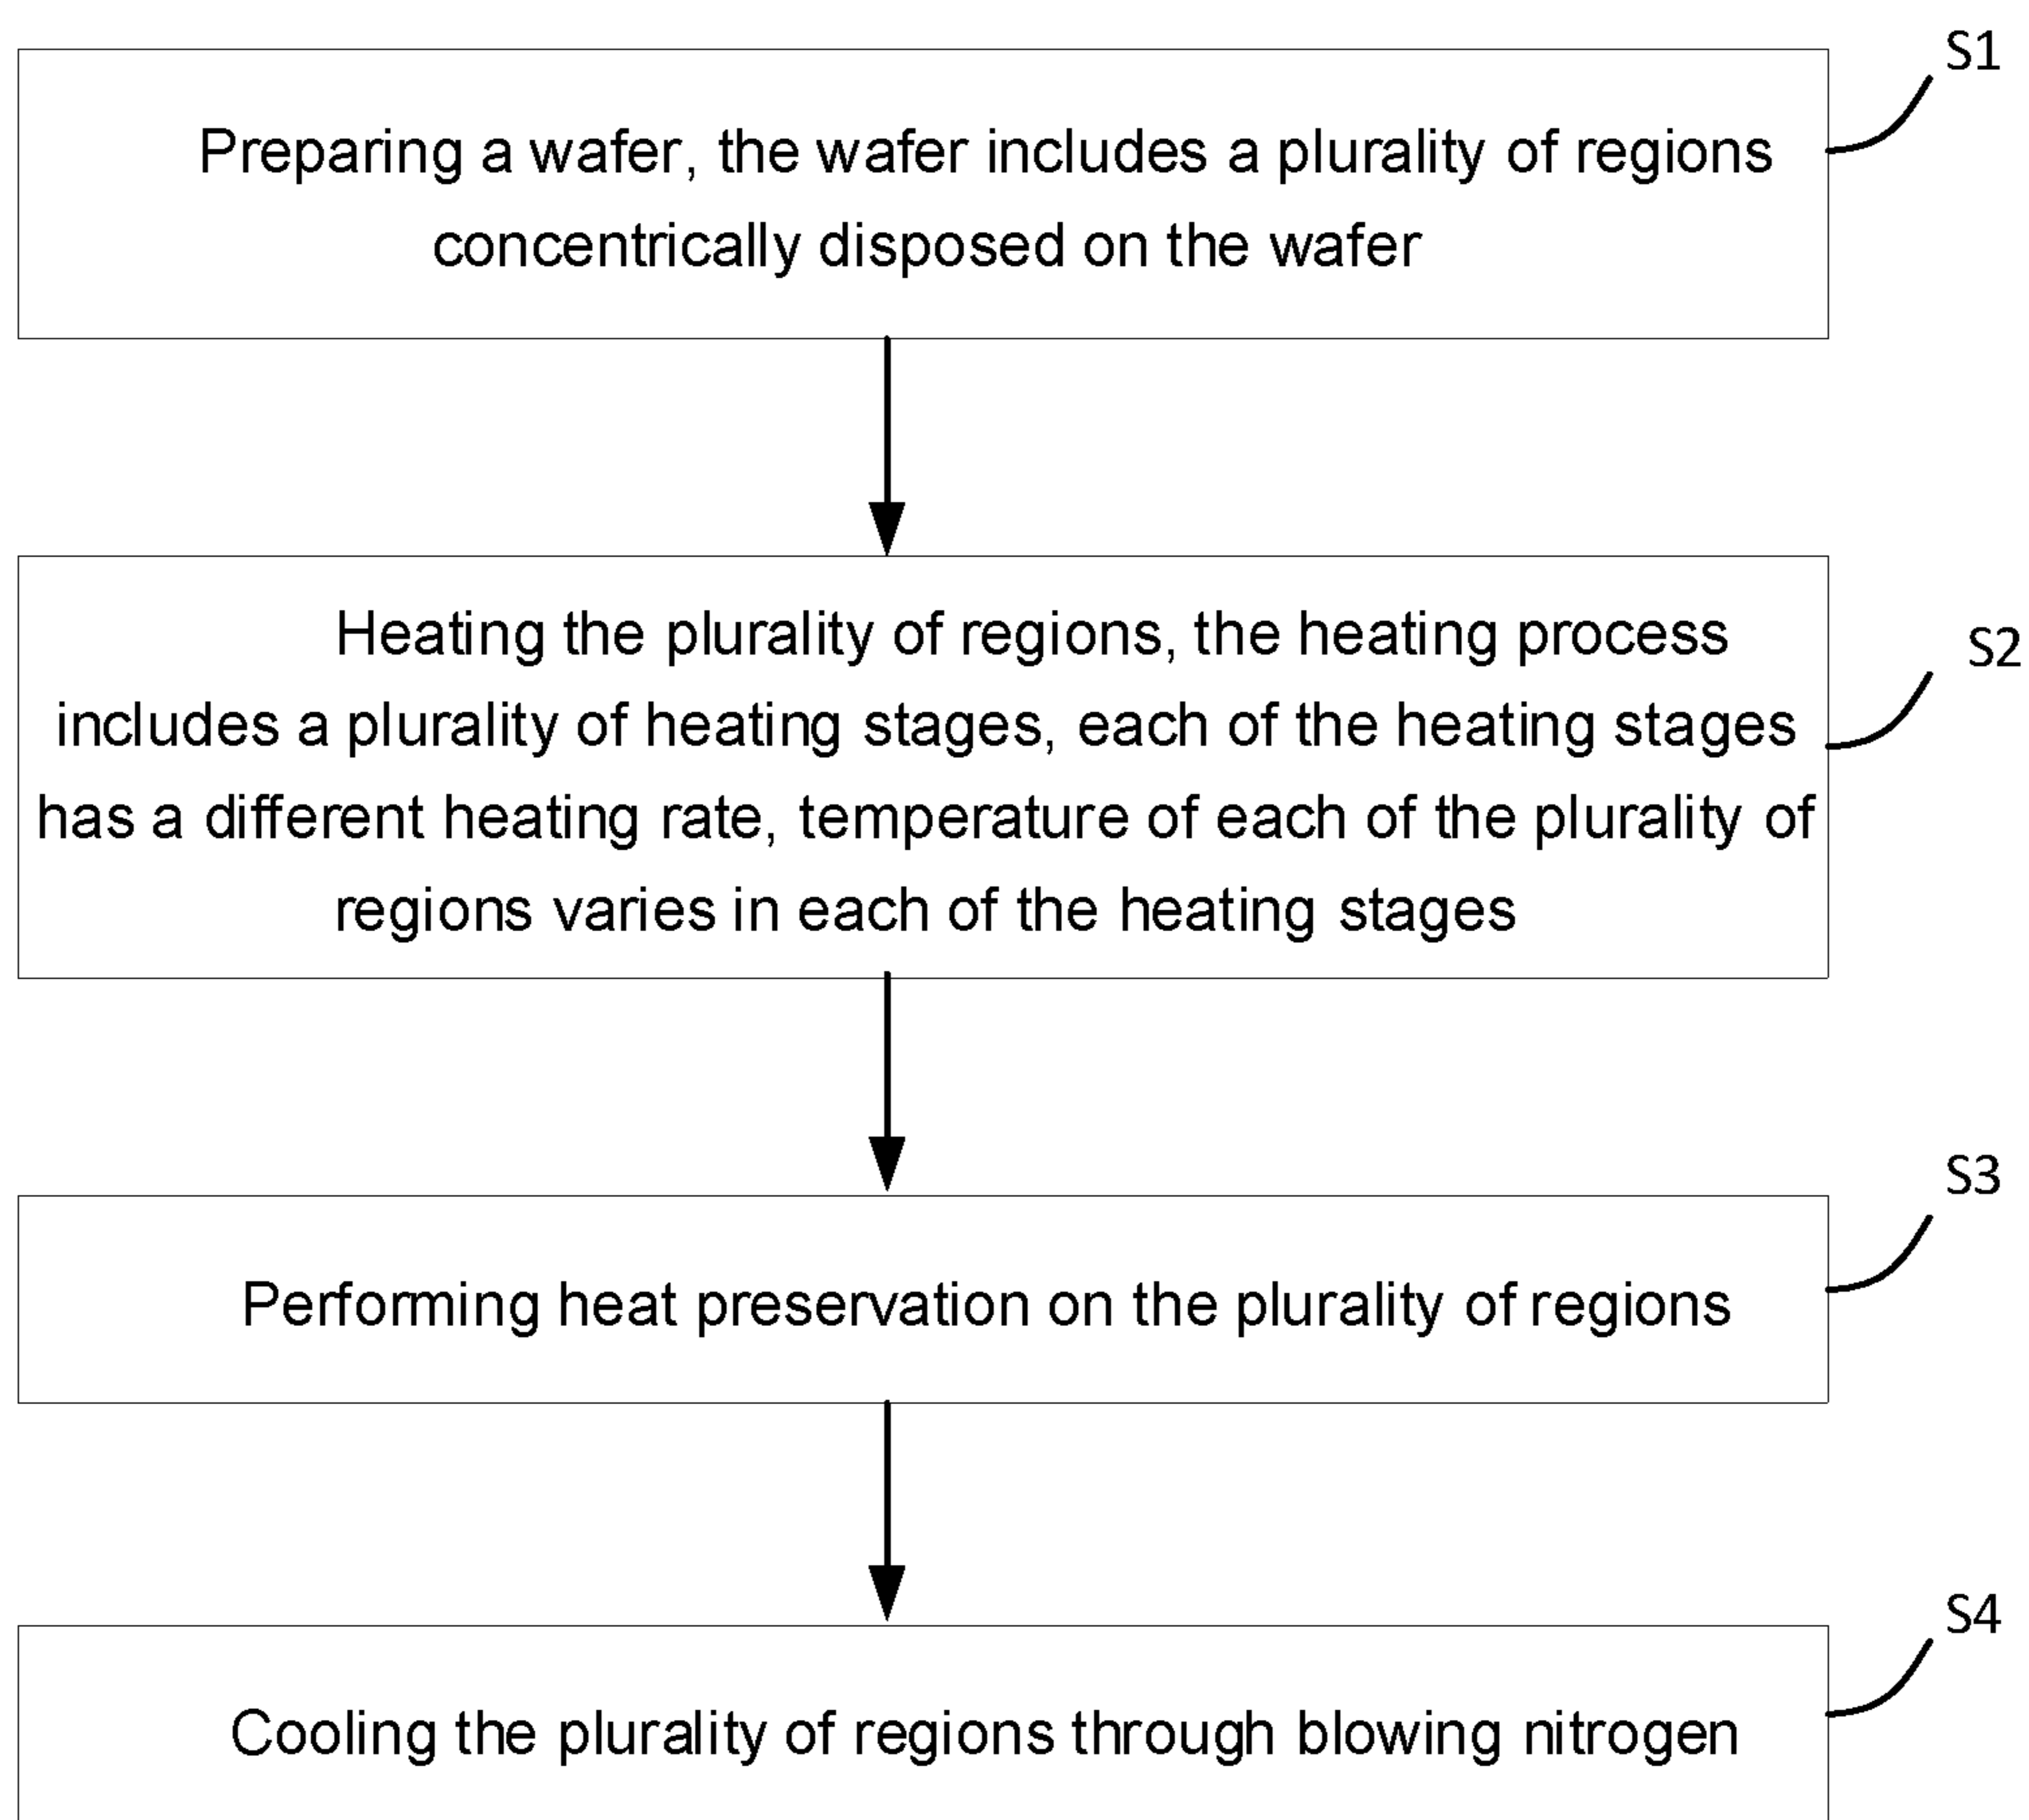 S1
Preparing a wafer, the wafer includes a plurality of regions
concentrically disposed on the wafer
S2
Heating the plurality of regions, the heating process
includes a plurality of heating stages, each of the heating stages
has a different heating rate, temperature of each of the plurality of
regions varies in each of the heating stages
S3
Performing heat preservation on the plurality of regions
S4
Cooling the plurality of regions through blowing nitrogen